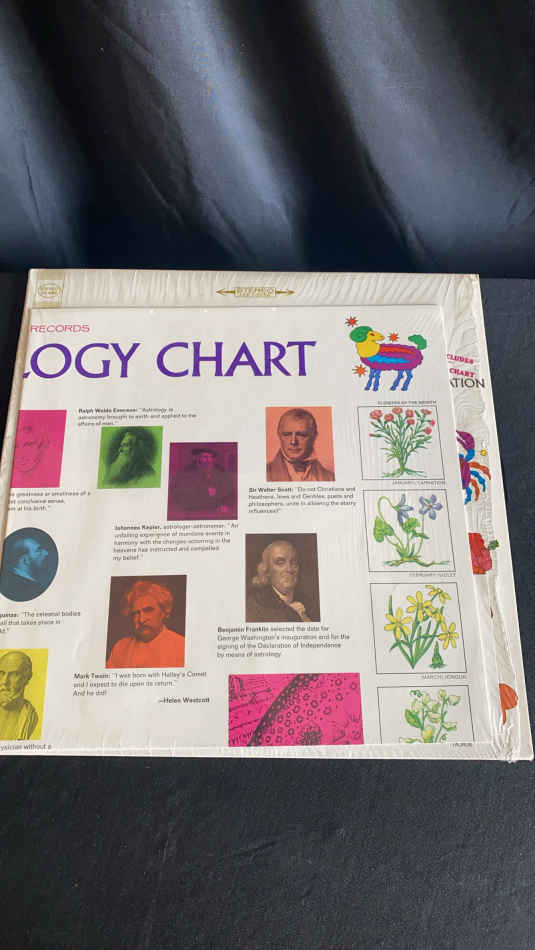 STEREO
RECORDS
LOGY CHART
CLUDES
CHART
ATION
FLOWERS OF THE MONTH
Ralph Waldo Emerson: "Astrology is
astronomy brought to earth and applied to the
affairs of men."
JANUARY/CARNATION
Sir Walter Scott: "Do not Christians and
Heathens, Jews and Gentiles, poets and
philosophers, unite in allowing the starry
influences?"
he greatness or smallness of a
conclusive sense,
at his birth."
Johannes Kepler, astrologer-astronomer: "An
unfailing experience of mundane events in
harmony with the changes occurring in the
heavens has instructed and compelled
my belief."
FEBRUARY/VIOLET
quinas: "The celestial bodies
all that takes place in
Benjamin Franklin selected the date for
George Washington's inauguration and for the
signing of the Declaration of Independence
by means of astrology.
Mark Twain: "I was born with Halley's Comet
and I expect to die upon its return."
And he did!
—Helen Westcott
MARCH/JONQUIL
ysician without a